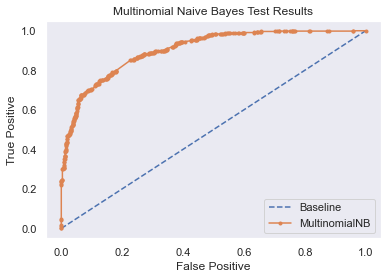 Multinomial Naive Bayes Test Results
True Positive
1.0
0.8
0.6
0.4
0.2
0.0
Baseline
MultinomialNB
0.0 0.2 0.4 0.6 0.8 1.0
False Positive